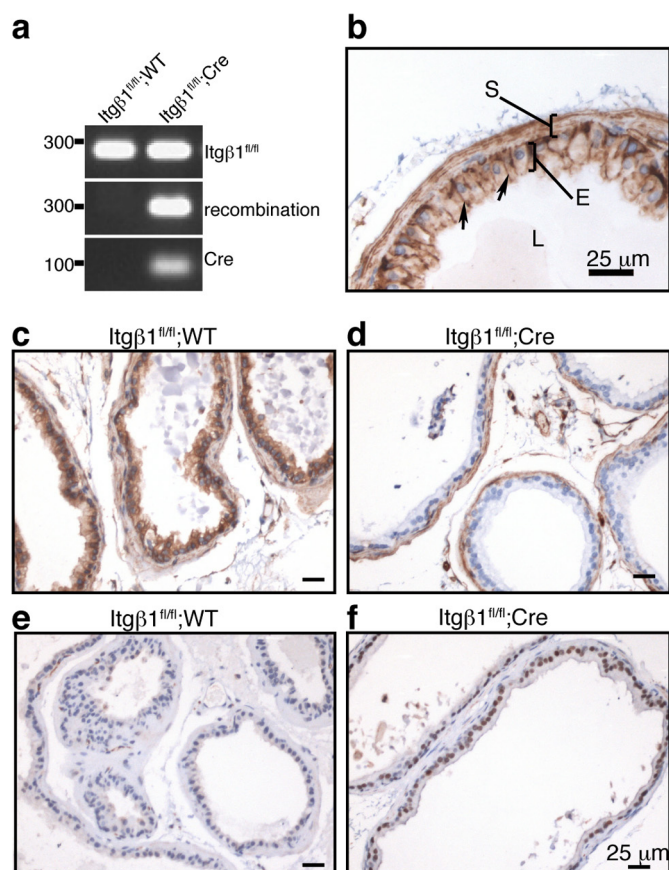 a
Itgβ1fl/fl;WT
Itgβ1fl/fl;Cre
300
Itgβ1fl/fl
300
recombination
100
Cre
b
S
E
L
25 μm
c
Itgβ1fl/fl;WT
d
Itgβ1fl/fl;Cre
e
Itgβ1fl/fl;WT
f
Itgβ1fl/fl;Cre
25 μm